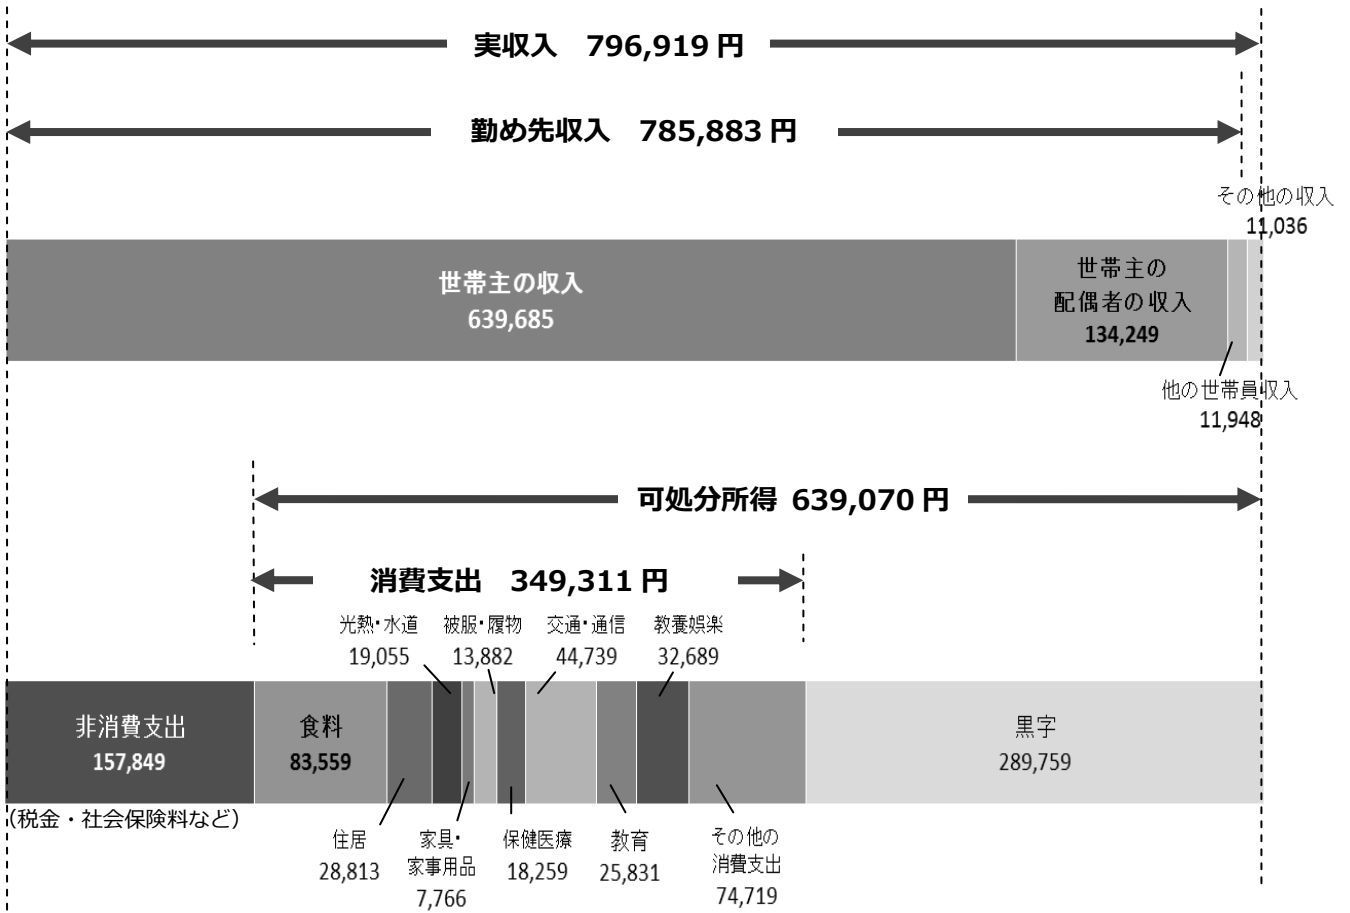 実収入 796,919 円
勤め先収入 785,883 円
その他の収入
11,036
世帯主の収入
639,685
世帯主の
配偶者の収入
134,249
他の世帯員収入
11,948
可処分所得 639,070 円
消費支出 349,311 円
光熱・水道
19,055
被服・履物
13,882
交通・通信
44,739
教養娯楽
32,689
非消費支出
157,849
食料
83,559
黒字
289,759
(税金・社会保険料など)
住居
28,813
家具・
家事用品
7,766
保健医療
18,259
教育
25,831
その他の
消費支出
74,719